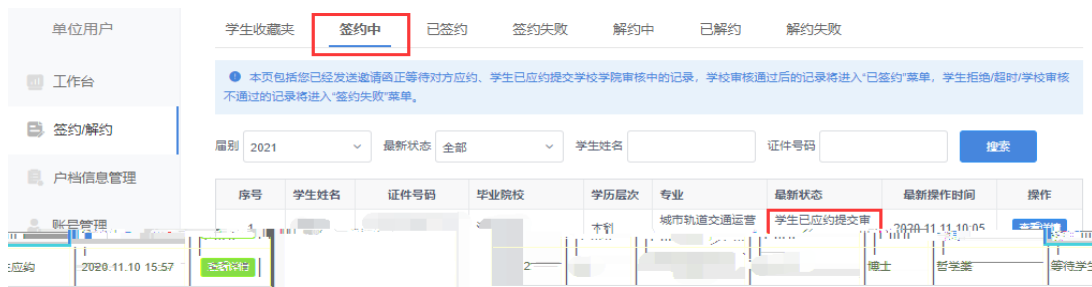 单位用户
学生收藏夹 签约中 已签约 签约失败 解约中 已解约 解约失败
工作台
本页包括您已经发送邀请函正等待对方应约、学生已应约提交学校学院审核中的记录，学校审核通过后的记录将进入“已签约”菜单，学生拒绝/超时/学校审核
不通过的记录将进入“签约失败”菜单。
签约/解约
届别 2021 最新状态 全部 学生姓名 证件号码 搜索
户档信息管理
序号 学生姓名 证件号码 毕业院校 学历层次 专业 最新状态 最新操作时间 操作
账号管理
1 本科 城市轨道交通运营 学生已应约提交审 2020-11-11 10:05
应约 2020.11.10 15:57 查看详情 2 博士 哲学类 等待学